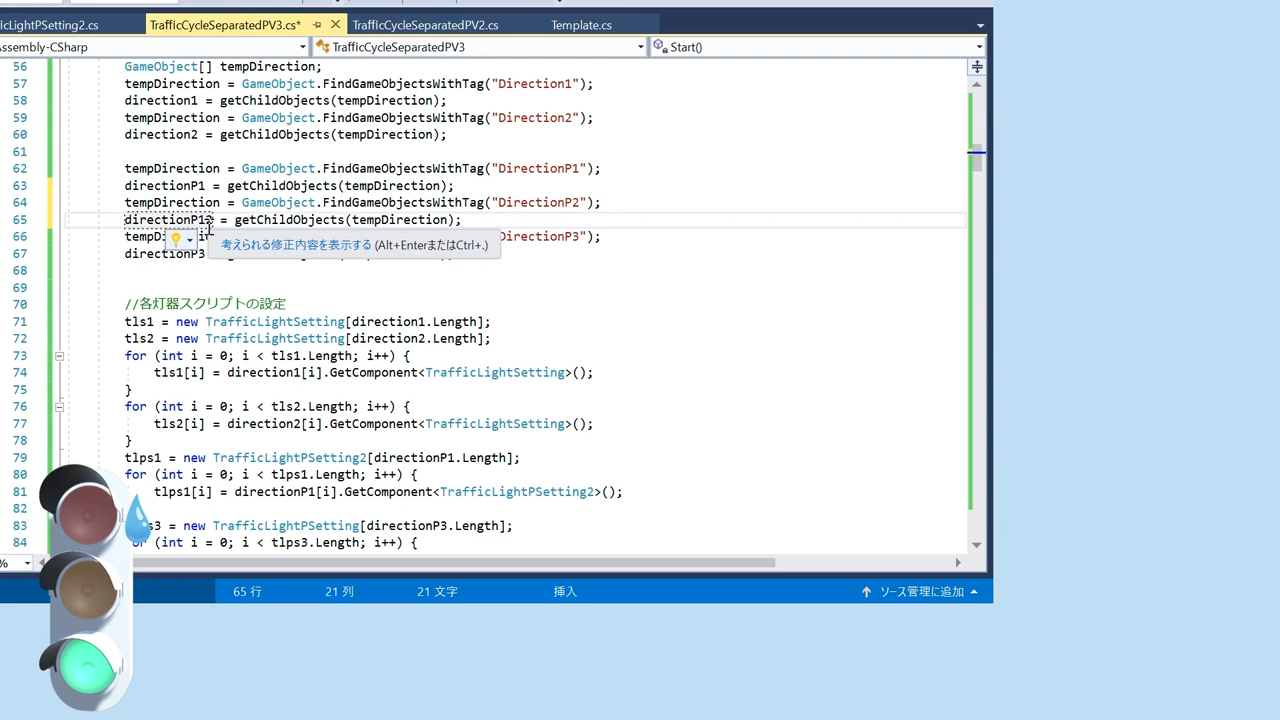 cLightPSetting2.cs
TrafficCycleSeparatedPV3.cs*
TrafficCycleSeparatedPV2.cs
Template.cs
Assembly-CSharp
TrafficCycleSeparatedPV3
Start()
56 GameObject[] tempDirection;
57 tempDirection = GameObject.FindGameObjectsWithTag("Direction1");
58 direction1 = getChildObjects(tempDirection);
59 tempDirection = GameObject.FindGameObjectsWithTag("Direction2");
60 direction2 = getChildObjects(tempDirection);
61
62 tempDirection = GameObject.FindGameObjectsWithTag("DirectionP1");
63 directionP1 = getChildObjects(tempDirection);
64 tempDirection = GameObject.FindGameObjectsWithTag("DirectionP2");
65 = getChildObjects(tempDirection);
66 DirectionP3");
考えられる修正内容を表示する (Alt+EnterまたはCtrl+.)
67 directionP3
68
69
70 //各灯器スクリプトの設定
71 tls1 = new TrafficLightSetting[direction1.Length];
72 tls2 = new TrafficLightSetting[direction2.Length];
73 for (int i = 0; i < tls1.Length; i++) {
74 tls1[i] = direction1[i].GetComponent<TrafficLightSetting>();
75 }
76 for (int i = 0; i < tls2.Length; i++) {
77 tls2[i] = direction2[i].GetComponent<TrafficLightSetting>();
78 }
79 tlps1 = new TrafficLightPSetting2[directionP1.Length];
80 for (int i = 0; i < tlps1.Length; i++) {
81 tlps1[i] = directionP1[i].GetComponent<TrafficLightPSetting2>();
82
83 s3 = new TrafficLightPSetting[directionP3.Length];
84 (int i = 0; i < tlps3.Length; i++) {
%
65 行
21 列
21 文字
挿入
ソース管理に追加